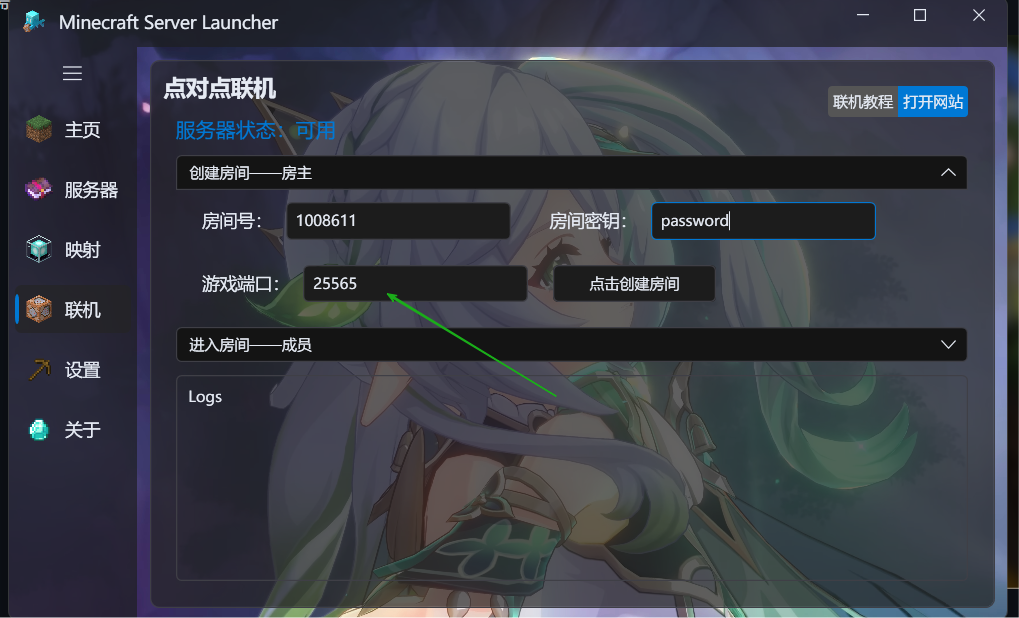 Minecraft Server Launcher
点对点联机
联机教程 打开网站
服务器状态：可用
主页
服务器
映射
联机
设置
关于
创建房间——房主
房间号： 1008611 房间密钥： password
游戏端口： 25565 点击创建房间
进入房间——成员
Logs